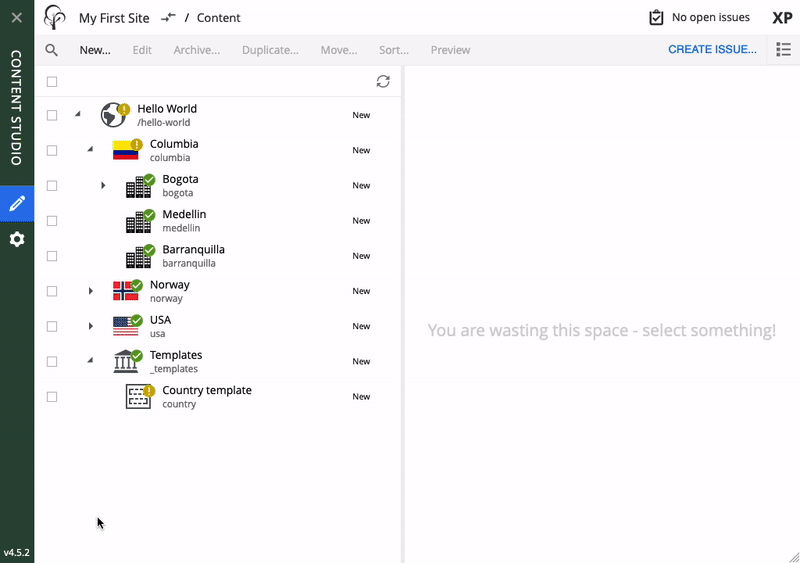 My First Site / Content
No open issues
XP
New...
Edit
Archive...
Duplicate...
Move...
Sort...
Preview
CREATE ISSUE...
CONTENT STUDIO
Hello World
/hello-world
New
Columbia
columbia
New
Bogota
bogota
New
Medellin
medellin
New
Barranquilla
barranquilla
New
Norway
norway
New
USA
usa
New
Templates
_templates
New
Country template
country
New
You are wasting this space - select something!
v4.5.2